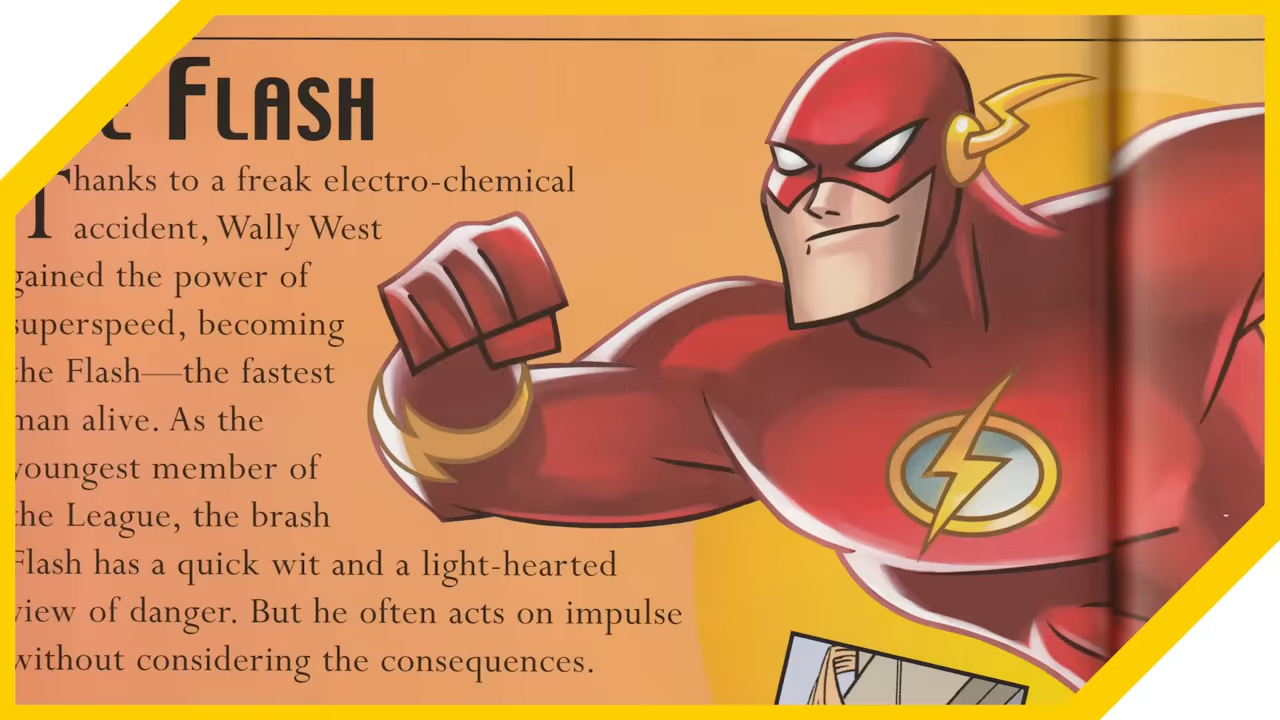 Flash
Thanks to a freak electro-chemical
accident, Wally West
gained the power of
superspeed, becoming
the Flash—the fastest
man alive. As the
youngest member of
the League, the brash
Flash has a quick wit and a light-hearted
view of danger. But he often acts on impulse
without considering the consequences.